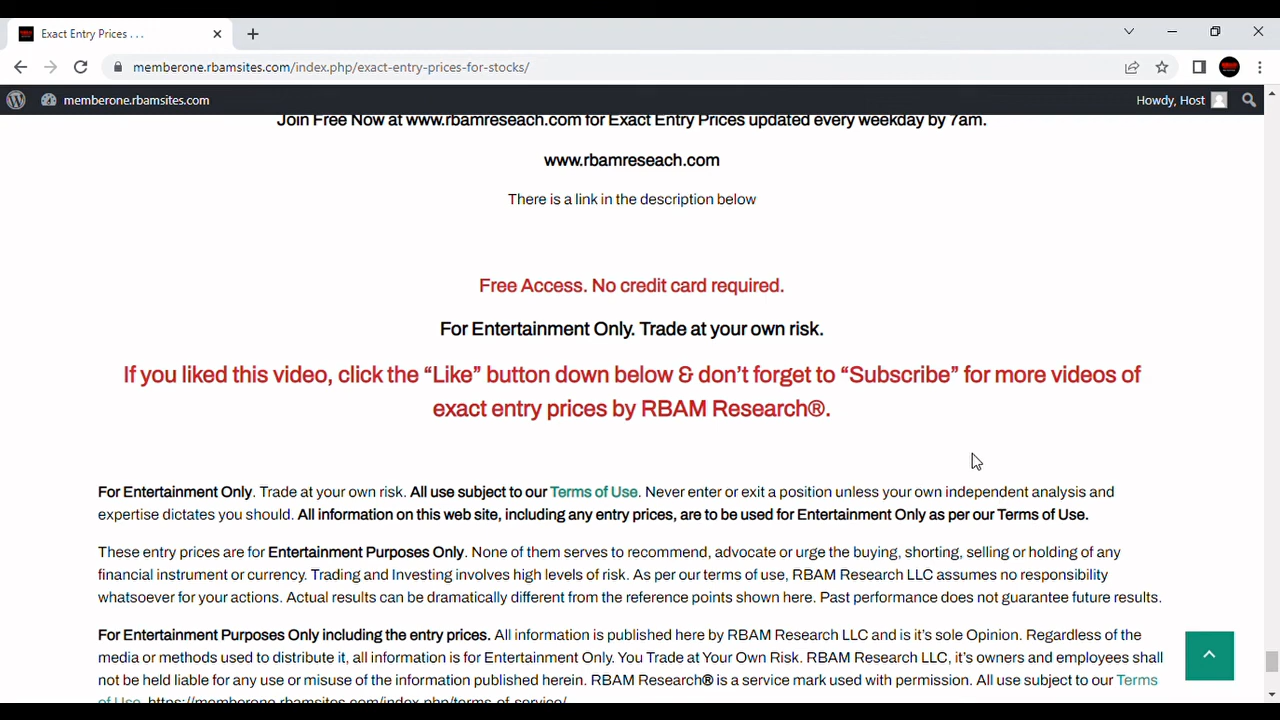 Exact Entry Prices . . .
memberone.rbamsites.com/index.php/exact-entry-prices-for-stocks/
memberone.rbamsites.com
Howdy, Host
Join Free Now at www.rbamreseach.com for Exact Entry Prices updated every weekday by 7am.
www.rbamreseach.com
There is a link in the description below
Free Access. No credit card required.
For Entertainment Only. Trade at your own risk.
If you liked this video, click the “Like” button down below & don’t forget to “Subscribe” for more videos of
exact entry prices by RBAM Research®.
For Entertainment Only. Trade at your own risk. All use subject to our Terms of Use. Never enter or exit a position unless your own independent analysis and
expertise dictates you should. All information on this web site, including any entry prices, are to be used for Entertainment Only as per our Terms of Use.
These entry prices are for Entertainment Purposes Only. None of them serves to recommend, advocate or urge the buying, shorting, selling or holding of any
financial instrument or currency. Trading and Investing involves high levels of risk. As per our terms of use, RBAM Research LLC assumes no responsibility
whatsoever for your actions. Actual results can be dramatically different from the reference points shown here. Past performance does not guarantee future results.
For Entertainment Purposes Only including the entry prices. All information is published here by RBAM Research LLC and is it’s sole Opinion. Regardless of the
media or methods used to distribute it, all information is for Entertainment Only. You Trade at Your Own Risk. RBAM Research LLC, it’s owners and employees shall
not be held liable for any use or misuse of the information published herein. RBAM Research® is a service mark used with permission. All use subject to our Terms
of Use. https://memberone.rbamsites.com/index.php/terms-of-service/